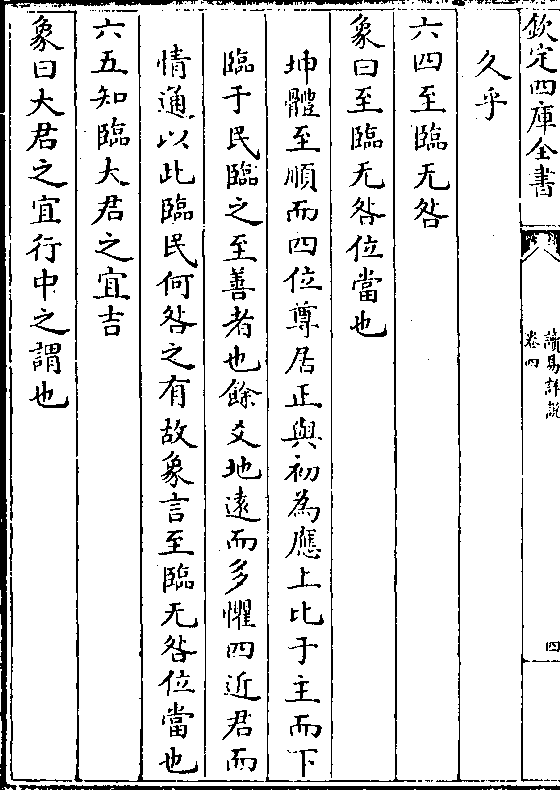 欽定四庫全書
讀易詳說
卷四
四
久乎
六四至臨无咎
象曰至臨无咎位當也
坤體至順而四位尊居正與初為應上比于主而下
臨于民臨之至善者也餘爻地遠而多懼四近君而
情通以此臨民何咎之有故象言至臨无咎位當也
六五知臨大君之宜吉
象曰大君之宜行中之謂也